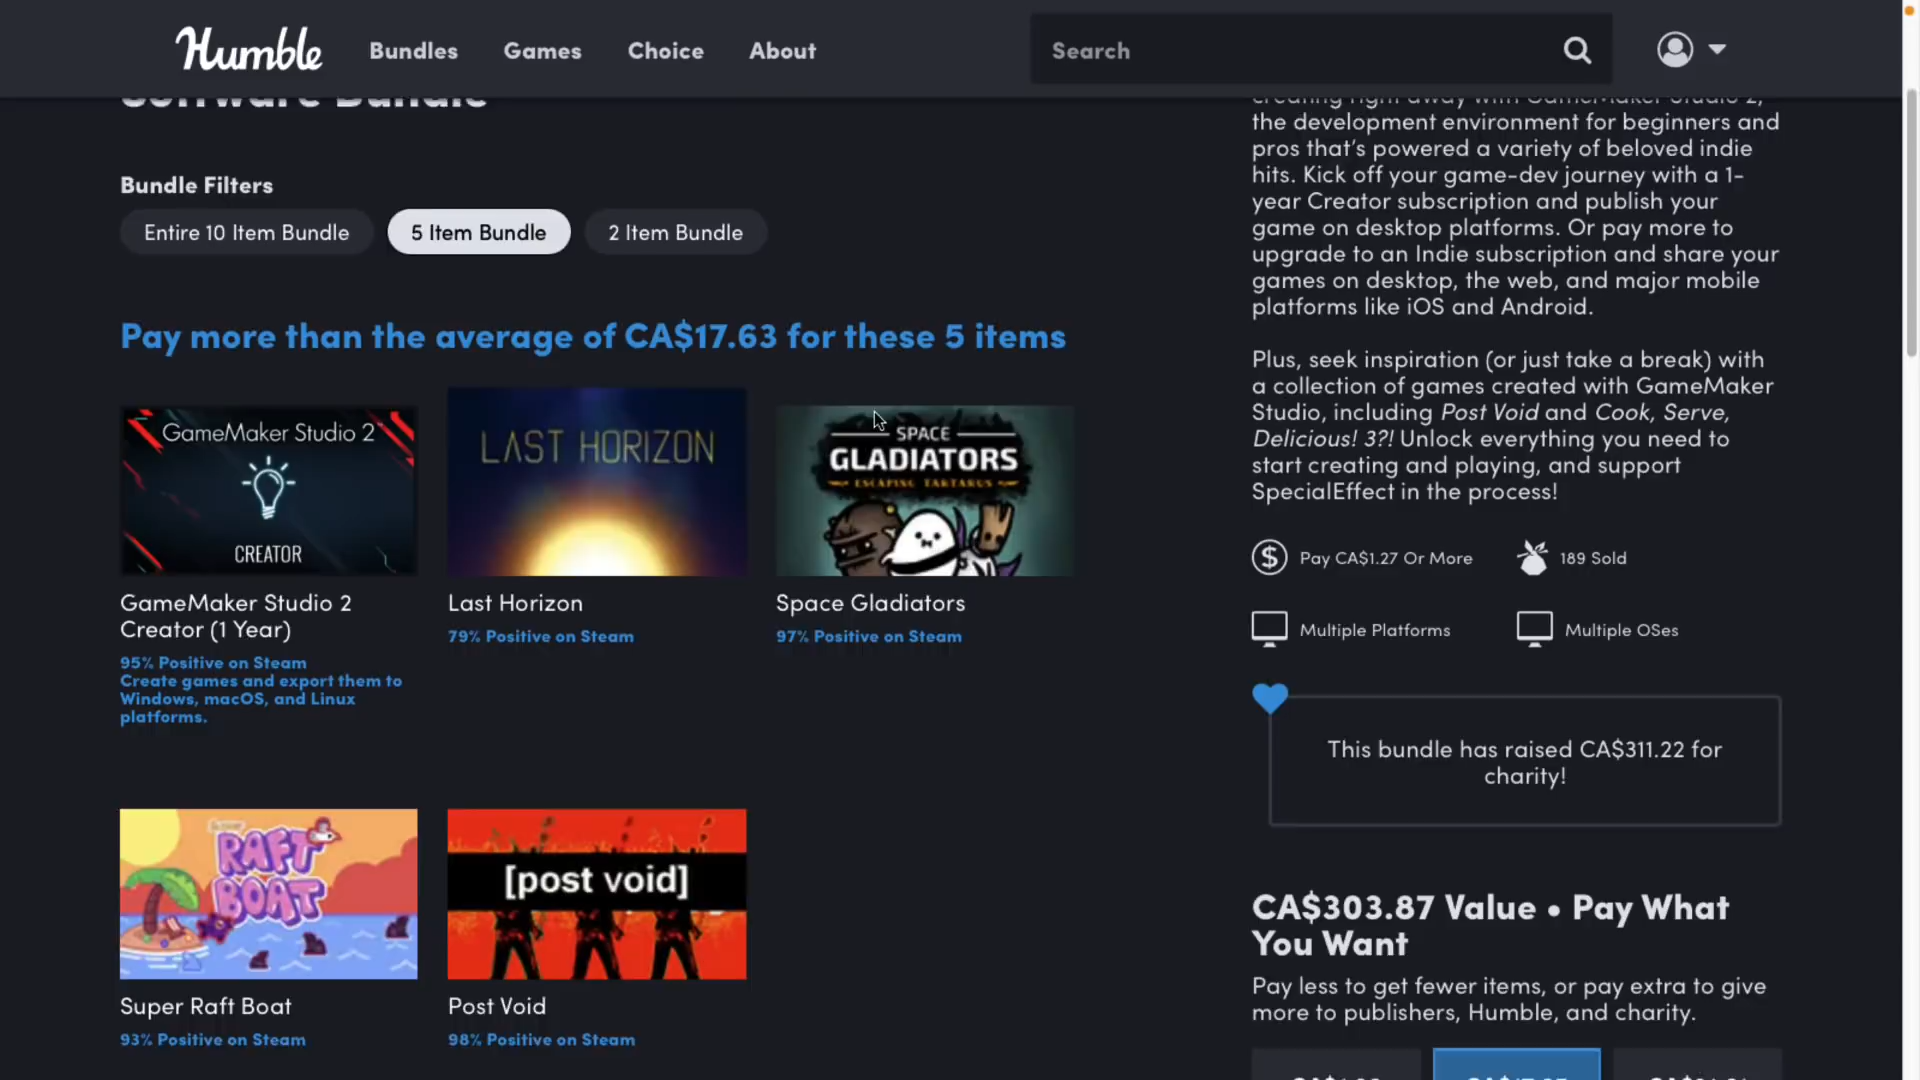 Humble
Bundles
Games
Choice
About
Search
Software Bundle
Bundle Filters
Entire 10 Item Bundle
5 Item Bundle
2 Item Bundle
Pay more than the average of CA$17.63 for these 5 items
GameMaker Studio 2
CREATOR
GameMaker Studio 2
Creator (1 Year)
95% Positive on Steam
Create games and export them to
Windows, macOS, and Linux
platforms.
LAST HORIZON
Last Horizon
79% Positive on Steam
SPACE
GLADIATORS
ESCAPING TARTARUS
Space Gladiators
97% Positive on Steam
Super
RAFT
BOAT
Super Raft Boat
93% Positive on Steam
[post void]
Post Void
98% Positive on Steam
creating right away with GameMaker Studio 2,
the development environment for beginners and
pros that's powered a variety of beloved indie
hits. Kick off your game-dev journey with a 1-
year Creator subscription and publish your
game on desktop platforms. Or pay more to
upgrade to an Indie subscription and share your
games on desktop, the web, and major mobile
platforms like iOS and Android.
Plus, seek inspiration (or just take a break) with
a collection of games created with GameMaker
Studio, including Post Void and Cook, Serve,
Delicious! 3?! Unlock everything you need to
start creating and playing, and support
SpecialEffect in the process!
$ Pay CA$1.27 Or More
189 Sold
Multiple Platforms
Multiple OSes
This bundle has raised CA$311.22 for
charity!
CA$303.87 Value • Pay What
You Want
Pay less to get fewer items, or pay extra to give
more to publishers, Humble, and charity.